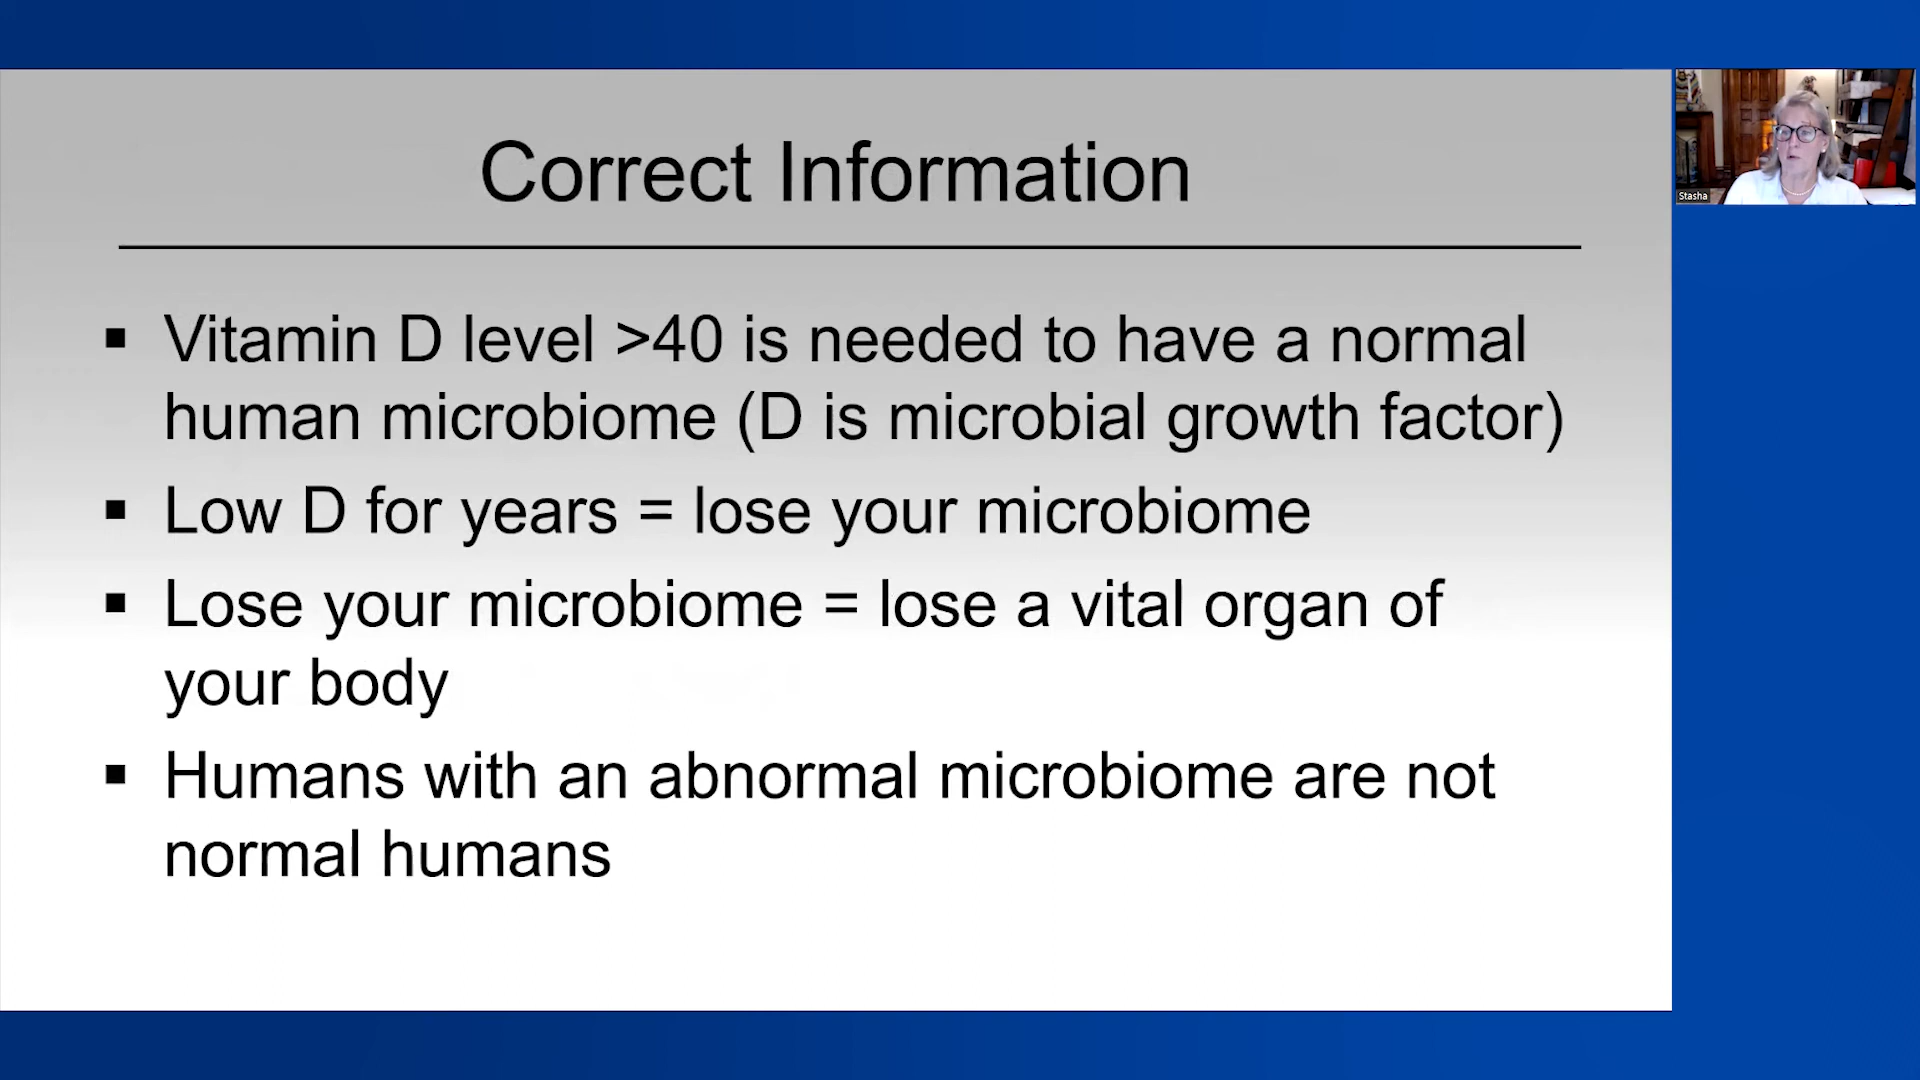 Correct Information
▪ Vitamin D level >40 is needed to have a normal
human microbiome (D is microbial growth factor)
▪ Low D for years = lose your microbiome
▪ Lose your microbiome = lose a vital organ of
your body
▪ Humans with an abnormal microbiome are not
normal humans
Stasha